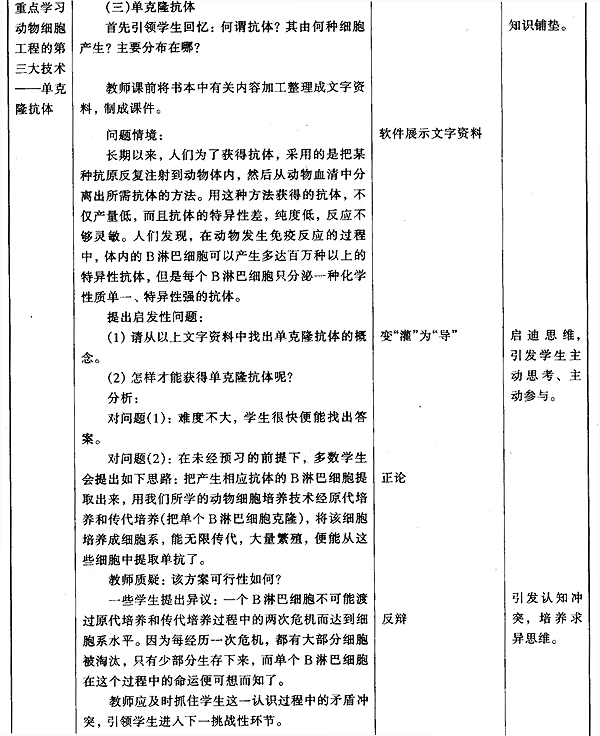 重点学习
动物细胞
工程的第
三大技术
——单克
隆抗体
(三)单克隆抗体
首先引领学生回忆：何谓抗体？其由何种细胞
产生？主要分布在哪？
教师课前将书本中有关内容加工整理成文字资
料，制成课件。
问题情境：
长期以来，人们为了获得抗体，采用的是把某
种抗原反复注射到动物体内，然后从动物血清中分
离出所需抗体的方法。用这种方法获得的抗体，不
仅产量低，而且抗体的特异性差，纯度低，反应不
够灵敏。人们发现，在动物发生免疫反应的过程
中，体内的B淋巴细胞可以产生多达百万种以上的
特异性抗体，但是每个B淋巴细胞只分泌一种化学
性质单一、特异性强的抗体。
提出启发性问题：
(1) 请从以上文字资料中找出单克隆抗体的概
念。
(2) 怎样才能获得单克隆抗体呢？
分析：
对问题(1)：难度不大，学生很快便能找出答
案。
对问题(2)：在未经预习的前提下，多数学生
会提出如下思路：把产生相应抗体的B淋巴细胞提
取出来，用我们所学的动物细胞培养技术经原代培
养和传代培养(把单个B淋巴细胞克隆)，将该细胞
培养成细胞系，能无限传代，大量繁殖，便能从这
些细胞中提取单抗了。
教师质疑：该方案可行性如何？
一些学生提出异议：一个B淋巴细胞不可能渡
过原代培养和传代培养过程中的两次危机而达到细
胞系水平。因为每经历一次危机，都有大部分细胞
被淘汰，只有少部分生存下来，而单个B淋巴细胞
在这个过程中的命运便可想而知了。
教师应及时抓住学生这一认识过程中的矛盾冲
突，引领学生进入下一挑战性环节。
软件展示文字资料
变“灌”为“导”
正论
反辩
知识铺垫。
启迪思维，
引发学生主
动思考、主
动参与。
引发认知冲
突，培养求
异思维。